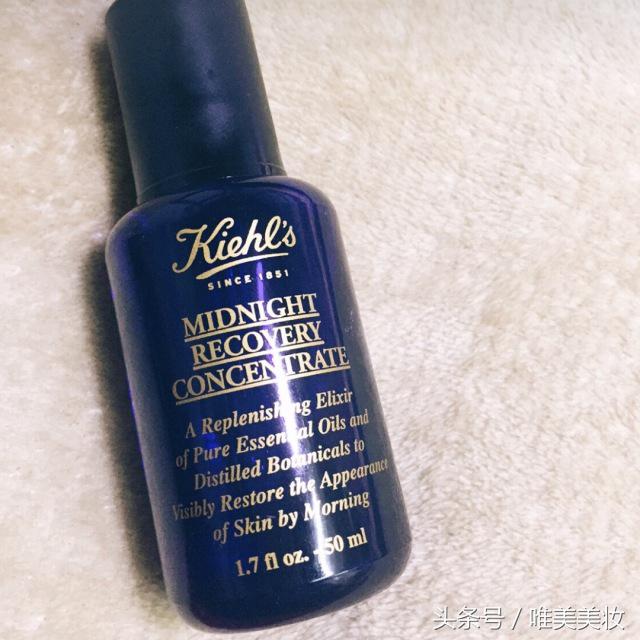 Kiehl's
SINCE 1851
MIDNIGHT
RECOVERY
CONCENTRATE
A Replenishing Elixir
of Pure Essential Oils and
Distilled Botanicals to
Visibly Restore the Appearance
of Skin by Morning
1.7 fl oz. - 50 ml
头条号 / 唯美美妆